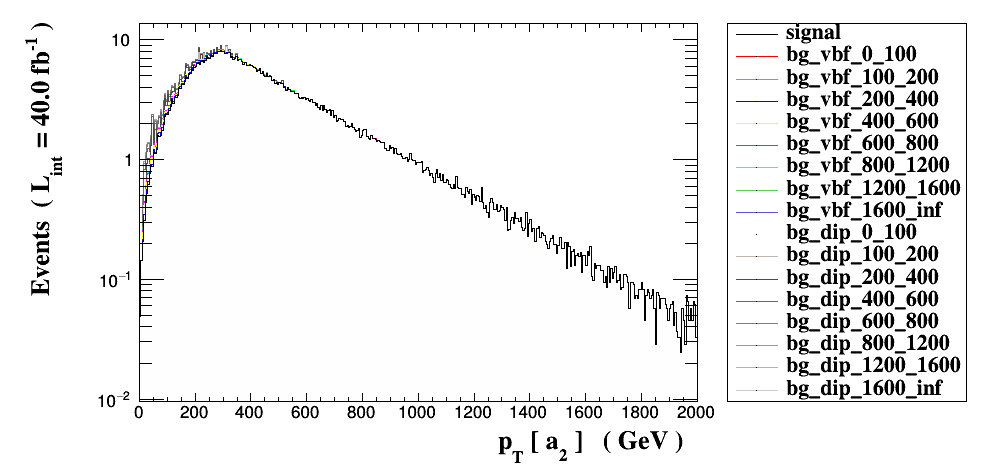 Events ( L_int = 40.0 fb^-1 )
10
1
10^−1
10^−2
0 200 400 600 800 1000 1200 1400 1600 1800 2000
p_T [ a_2 ] ( GeV )
signal
bg_vbf_0_100
bg_vbf_100_200
bg_vbf_200_400
bg_vbf_400_600
bg_vbf_600_800
bg_vbf_800_1200
bg_vbf_1200_1600
bg_vbf_1600_inf
bg_dip_0_100
bg_dip_100_200
bg_dip_200_400
bg_dip_400_600
bg_dip_600_800
bg_dip_800_1200
bg_dip_1200_1600
bg_dip_1600_inf